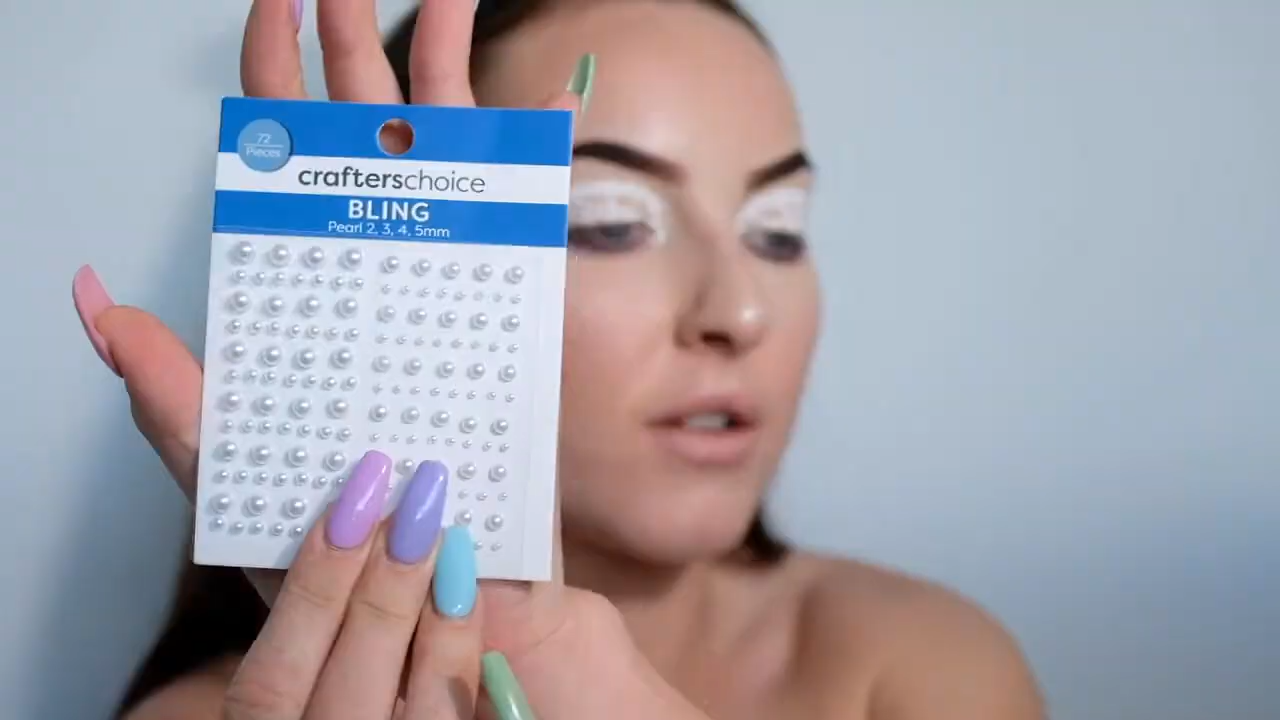 72
Pieces
crafterschoice
BLING
Pearl 2, 3, 4, 5mm